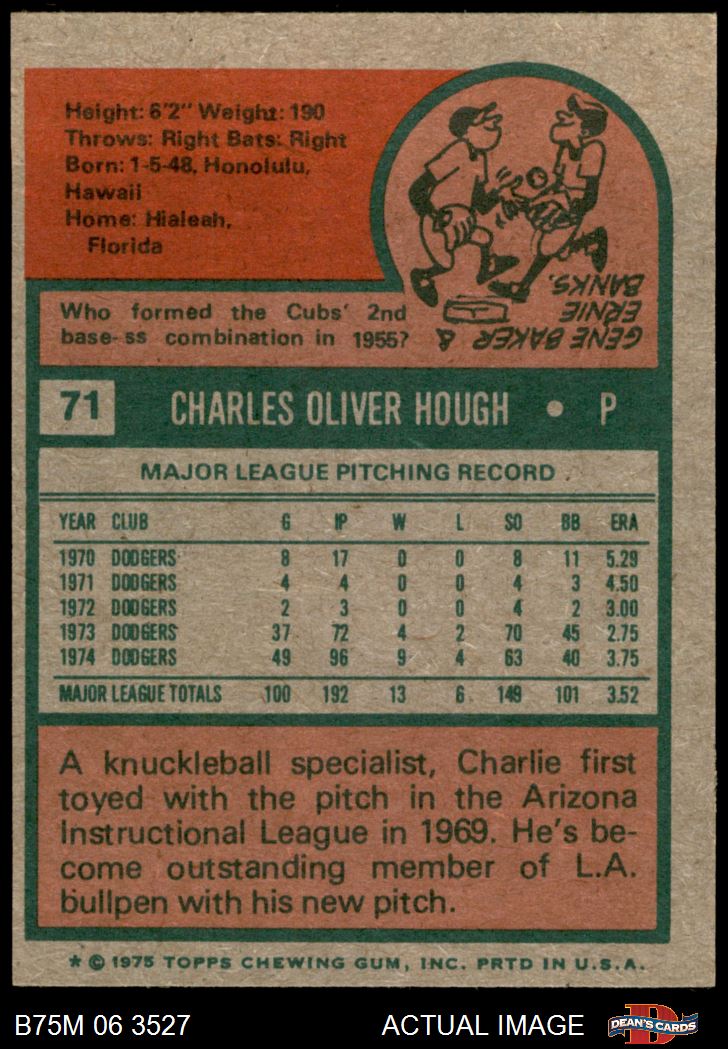 Height: 6'2" Weight: 190
Throws: Right Bats: Right
Born: 1-5-48, Honolulu,
Hawaii
Home: Hialeah,
Florida
Who formed the Cubs' 2nd
base-ss combination in 1955?
GENE BAKER &
ERNIE
BANKS.
71 CHARLES OLIVER HOUGH • P
MAJOR LEAGUE PITCHING RECORD
YEAR CLUB G IP W L SO BB ERA
1970 DODGERS 8 17 0 0 8 11 5.29
1971 DODGERS 4 4 0 0 4 3 4.50
1972 DODGERS 2 3 0 0 4 2 3.00
1973 DODGERS 37 72 4 2 70 45 2.75
1974 DODGERS 49 96 9 4 63 40 3.75
MAJOR LEAGUE TOTALS 100 192 13 6 149 101 3.52
A knuckleball specialist, Charlie first
toyed with the pitch in the Arizona
Instructional League in 1969. He's be-
come outstanding member of L.A.
bullpen with his new pitch.
* © 1975 TOPPS CHEWING GUM, INC. PRTD IN U.S.A.
B75M 06 3527 ACTUAL IMAGE D DEAN'S CARDS